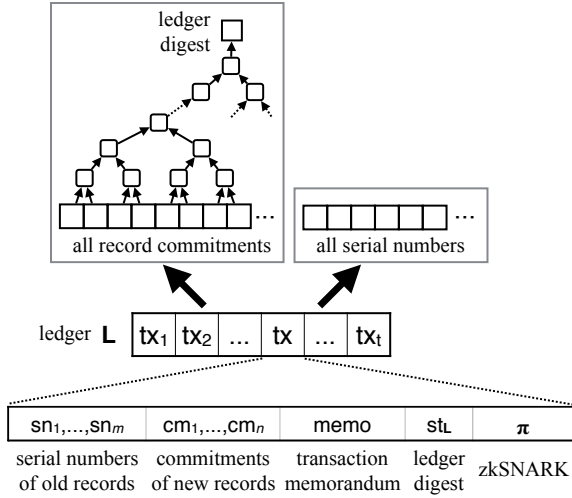 ledger
digest
...
all record commitments
...
all serial numbers
ledger L tx₁ tx₂ ... tx ... txₜ
sn₁,...,snₘ cm₁,...,cmₙ memo st_L π
serial numbers of old records
commitments of new records
transaction memorandum
ledger digest
zkSNARK